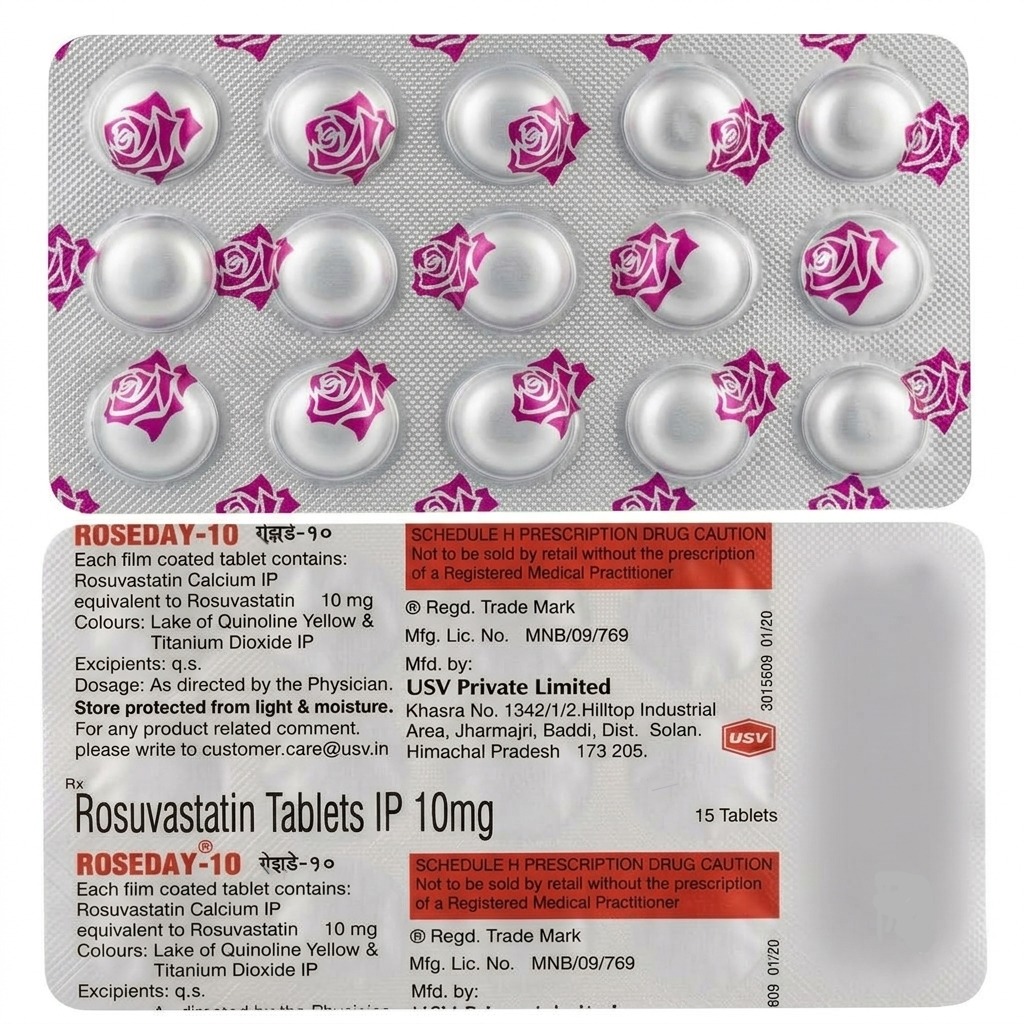 ROSEDAY-10 रोझडे-१०
Each film coated tablet contains:
Rosuvastatin Calcium IP
equivalent to Rosuvastatin 10 mg
Colours: Lake of Quinoline Yellow &
Titanium Dioxide IP
Excipients: q.s.
Dosage: As directed by the Physician.
Store protected from light & moisture.
For any product related comment.
please write to customer.care@usv.in
SCHEDULE H PRESCRIPTION DRUG CAUTION
Not to be sold by retail without the prescription
of a Registered Medical Practitioner
® Regd. Trade Mark
Mfg. Lic. No. MNB/09/769
Mfd. by:
USV Private Limited
Khasra No. 1342/1/2.Hilltop Industrial
Area, Jharmajri, Baddi, Dist. Solan.
Himachal Pradesh 173 205.
3015609 01/20
USV
Rx
Rosuvastatin Tablets IP 10mg
15 Tablets
ROSEDAY®-10
Each film coated tablet contains:
Rosuvastatin Calcium IP
equivalent to Rosuvastatin 10 mg
Colours: Lake of Quinoline Yellow &
Titanium Dioxide IP
Excipients: q.s.
SCHEDULE H PRESCRIPTION DRUG CAUTION
Not to be sold by retail without the prescription
of a Registered Medical Practitioner
® Regd. Trade Mark
Mfg. Lic. No. MNB/09/769
Mfd. by:
609 01/20